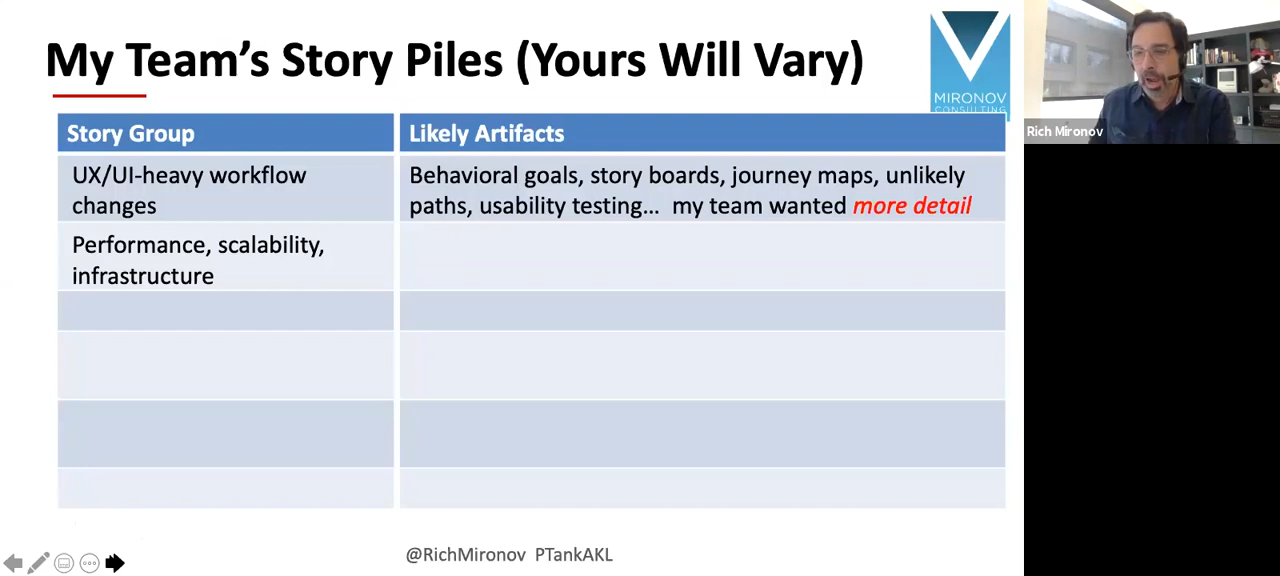 My Team's Story Piles (Yours Will Vary)
MIRONOV
CONSULTING
Rich Mironov
Story Group
Likely Artifacts
UX/UI-heavy workflow
changes
Behavioral goals, story boards, journey maps, unlikely
paths, usability testing… my team wanted more detail
Performance, scalability,
infrastructure
@RichMironov PTankAKL